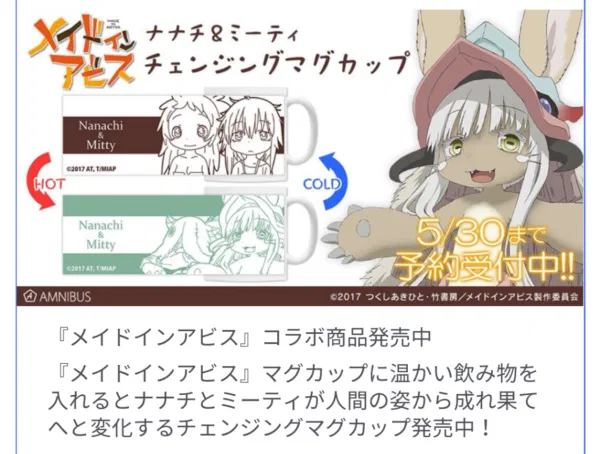 メイドインアビス
MADE IN ABYSS
ナナチ&ミーティ
チェンジングマグカップ
Nanachi
&
Mitty
©2017 AT, T/MIAP
HOT
COLD
Nanachi
&
Mitty
©2017 AT, T/MIAP
5/30まで
予約受付中!!
AMNIBUS
©2017 つくしあきひと・竹書房/メイドインアビス製作委員会
『メイドインアビス』コラボ商品発売中
『メイドインアビス』マグカップに温かい飲み物を
入れるとナナチとミーティが人間の姿から成れ果て
へと変化するチェンジングマグカップ発売中！